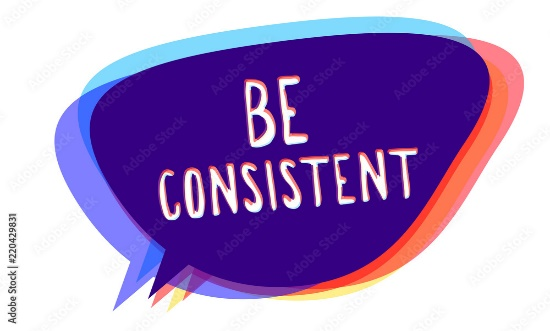 BE
CONSISTENT
Adobe Stock | #220429831